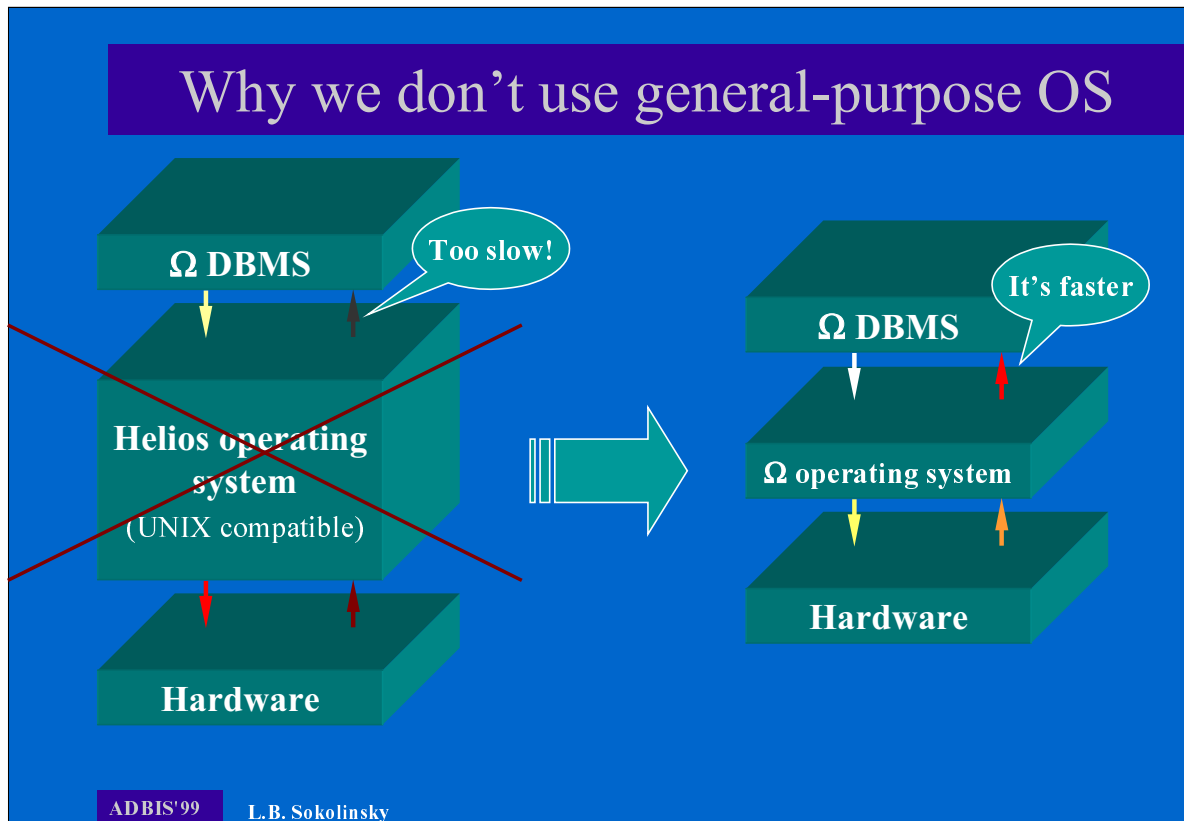 Why we don’t use general-purpose OS
Ω DBMS
Too slow!
Helios operating
system
(UNIX compatible)
Hardware
Ω DBMS
It’s faster
Ω operating system
Hardware
ADBIS'99
L.B. Sokolinsky